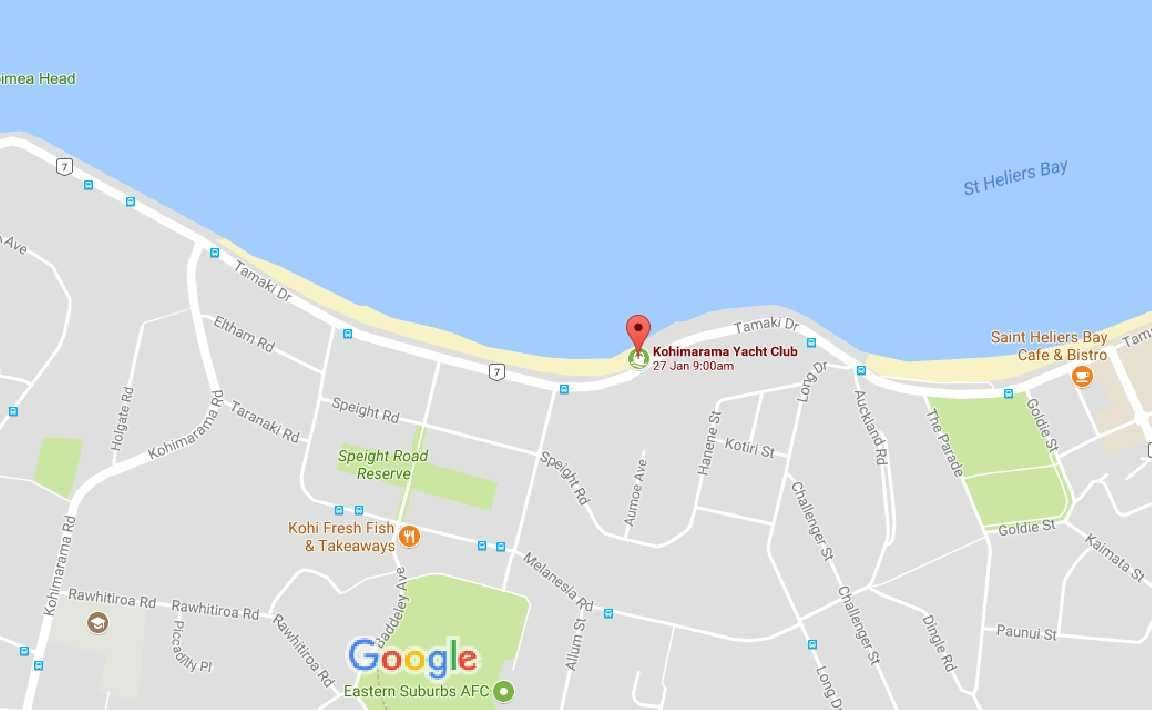 imea Head
7
St Heliers Bay
Ave
Tamaki Dr
Tamaki Dr
Saint Heliers Bay
Cafe & Bistro
Tama
Eltham Rd
Kohimarama Yacht Club
27 Jan 9:00am
7
Long Dr
Holgate Rd
Kohimarama Rd
Taranaki Rd
Speight Rd
Hanene St
Auckland Rd
The Parade
Goldie St
Speight Road
Reserve
Speight Rd
Kotiri St
Aumoe Ave
Challenger St
Kohi Fresh Fish
& Takeaways
Goldie St
Kohimarama Rd
Melanesia Rd
Kaimata St
Rawhitiroa Rd
Rawhitiroa Rd
Baddeley Ave
Challenger St
Piccadilly Pl
Rawhitiroa Rd
Allum St
Dingle Rd
Paunui St
Google
Eastern Suburbs AFC
Long D